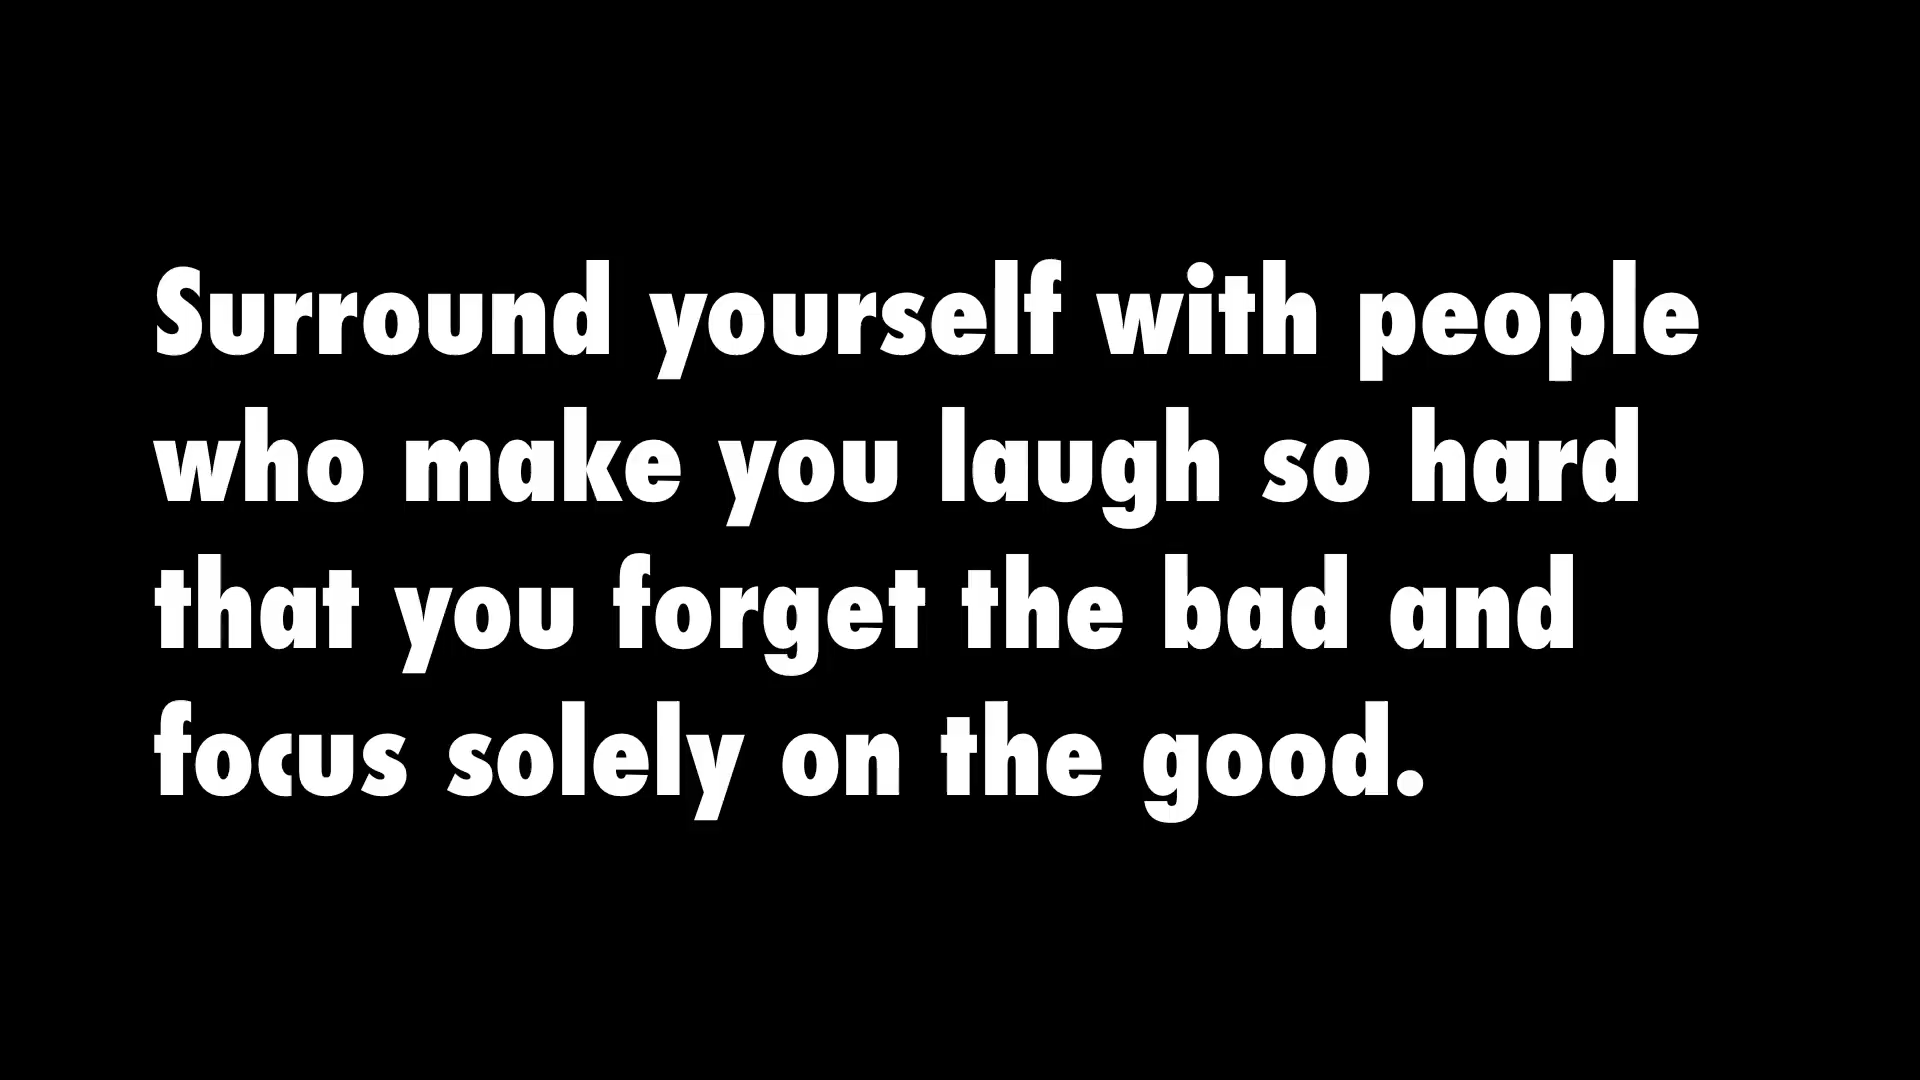 Surround yourself with people
who make you laugh so hard
that you forget the bad and
focus solely on the good.